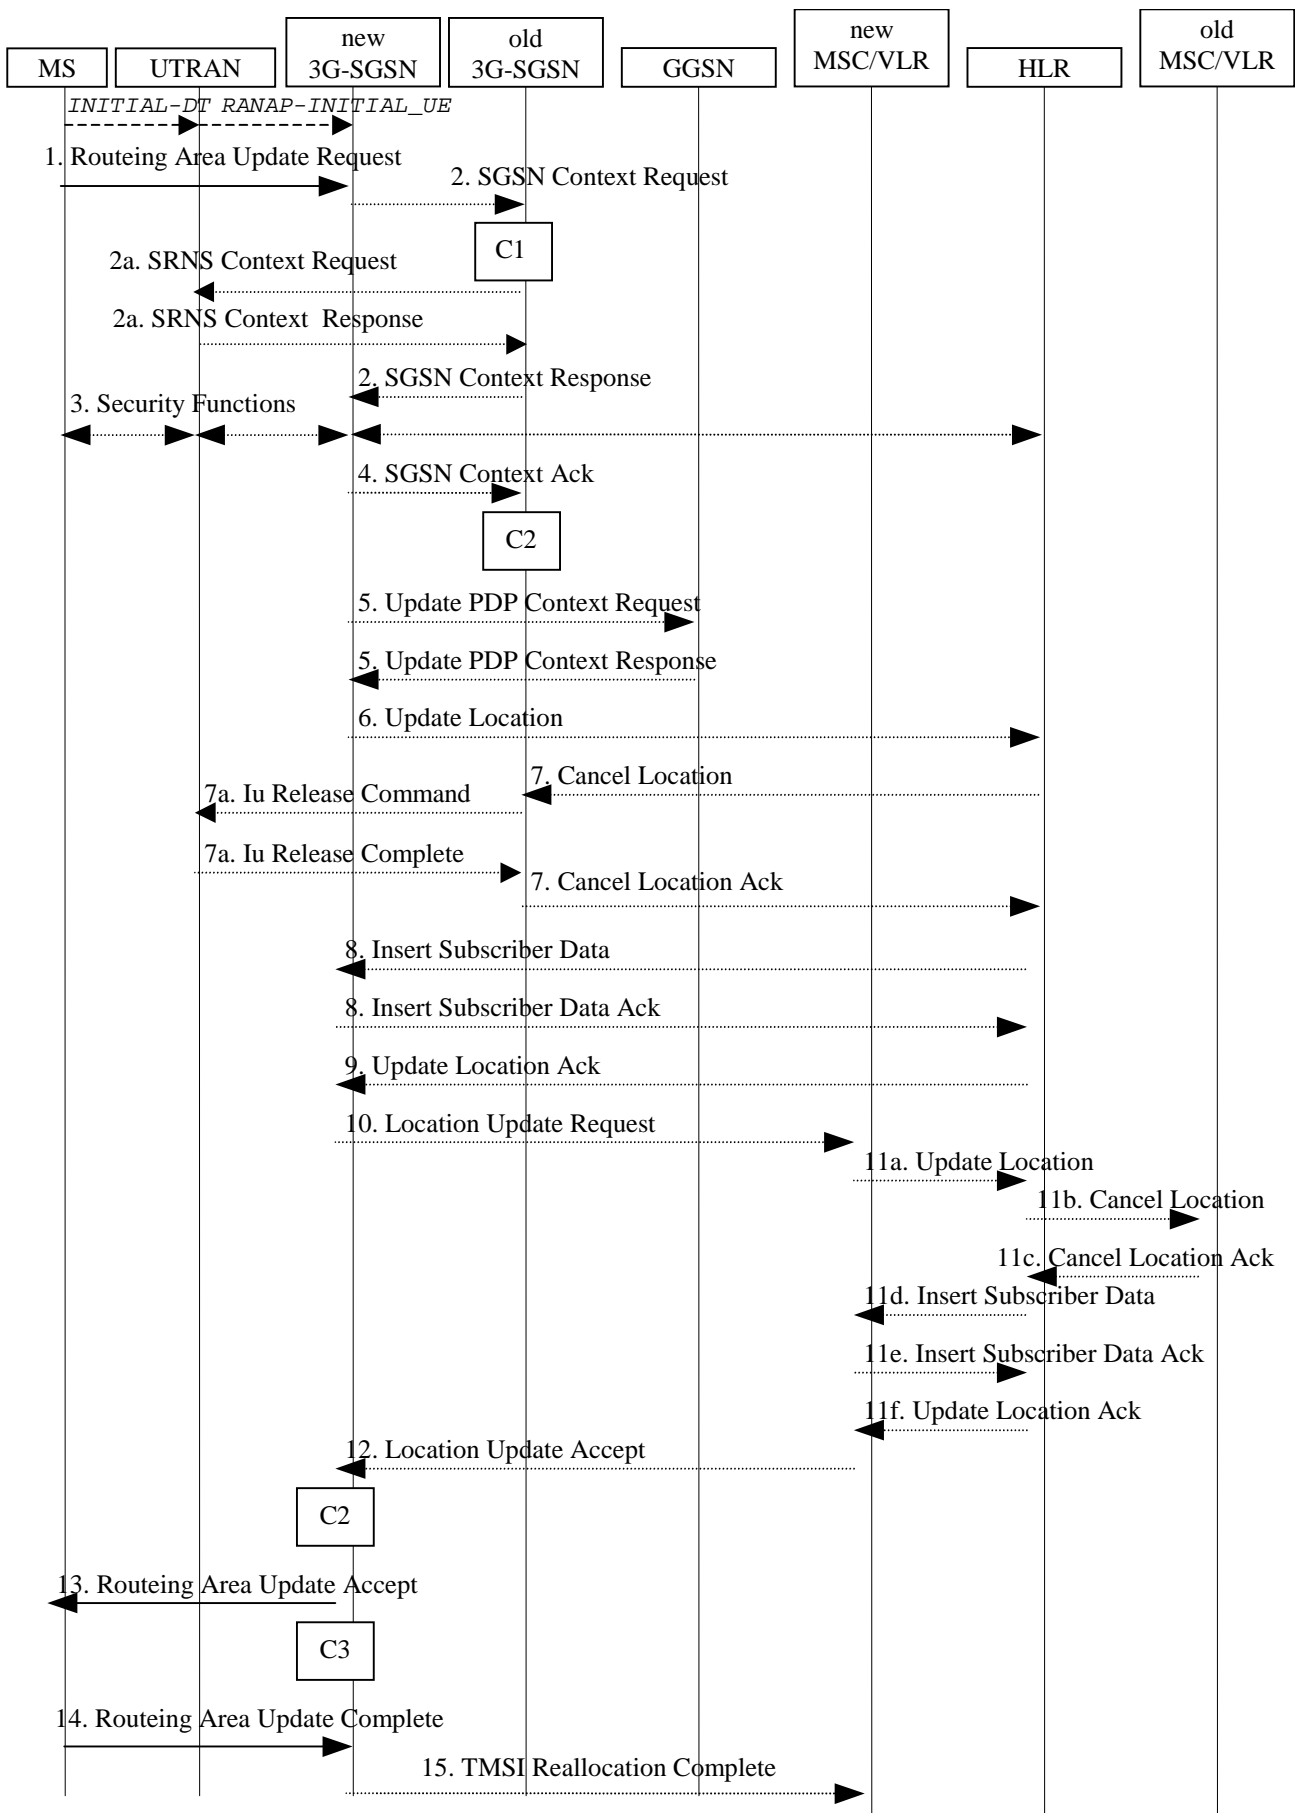 new
3G-SGSN
old
3G-SGSN
new
MSC/VLR
old
MSC/VLR
MS
UTRAN
GGSN
HLR
INITIAL-DT RANAP-INITIAL_UE
1. Routeing Area Update Request
2. SGSN Context Request
C1
2a. SRNS Context Request
2a. SRNS Context  Response
2. SGSN Context Response
3. Security Functions
4. SGSN Context Ack
C2
5. Update PDP Context Request
5. Update PDP Context Response
6. Update Location
7. Cancel Location
7a. Iu Release Command
7a. Iu Release Complete
7. Cancel Location Ack
8. Insert Subscriber Data
8. Insert Subscriber Data Ack
9. Update Location Ack
10. Location Update Request
11a. Update Location
11b. Cancel Location
11c. Cancel Location Ack
11d. Insert Subscriber Data
11e. Insert Subscriber Data Ack
11f. Update Location Ack
12. Location Update Accept
C2
13. Routeing Area Update Accept
C3
14. Routeing Area Update Complete
15. TMSI Reallocation Complete